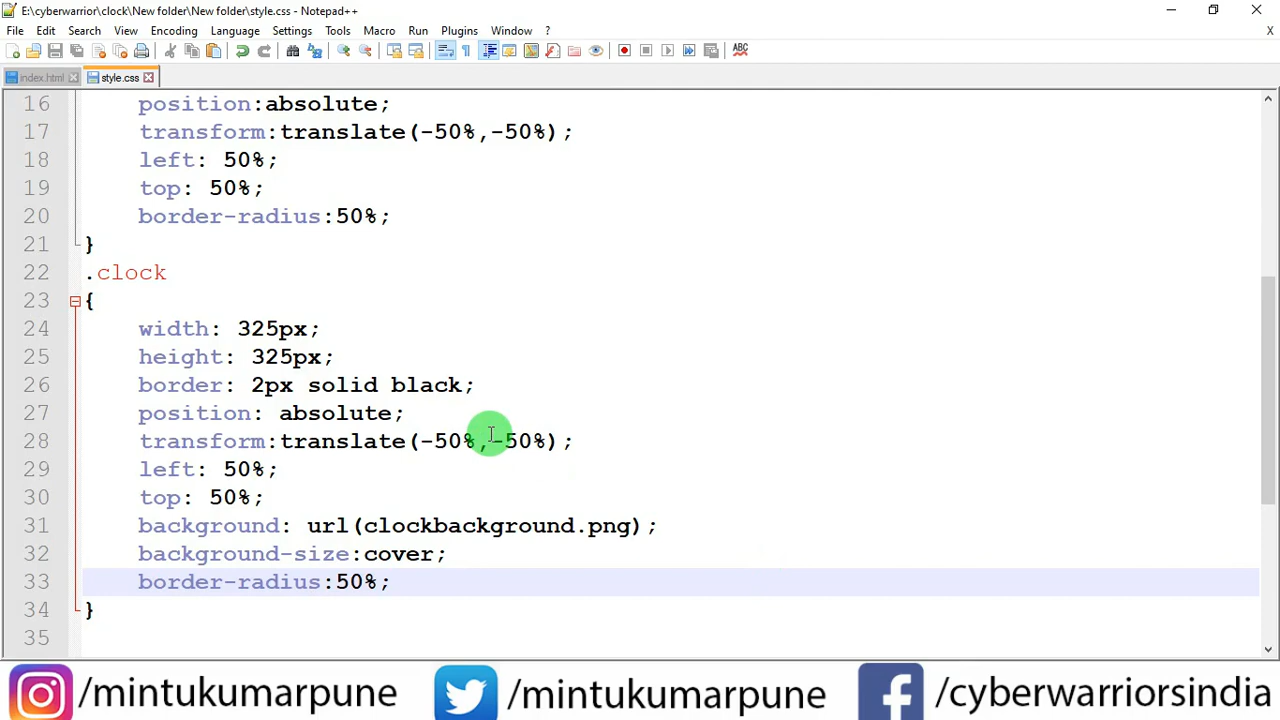 E:\cyberwarrior\clock\New folder\New folder\style.css - Notepad++
File Edit Search View Encoding Language Settings Tools Macro Run Plugins Window ? X
ABC
index.html style.css
16 position:absolute;
17 transform:translate(-50%,-50%);
18 left: 50%;
19 top: 50%;
20 border-radius:50%;
21 }
22 .clock
23 {
24 width: 325px;
25 height: 325px;
26 border: 2px solid black;
27 position: absolute;
28 transform:translate(-50%,-50%);
29 left: 50%;
30 top: 50%;
31 background: url(clockbackground.png);
32 background-size:cover;
33 border-radius:50%;
34 }
35
/mintukumarpune /mintukumarpune /cyberwarriorsindia